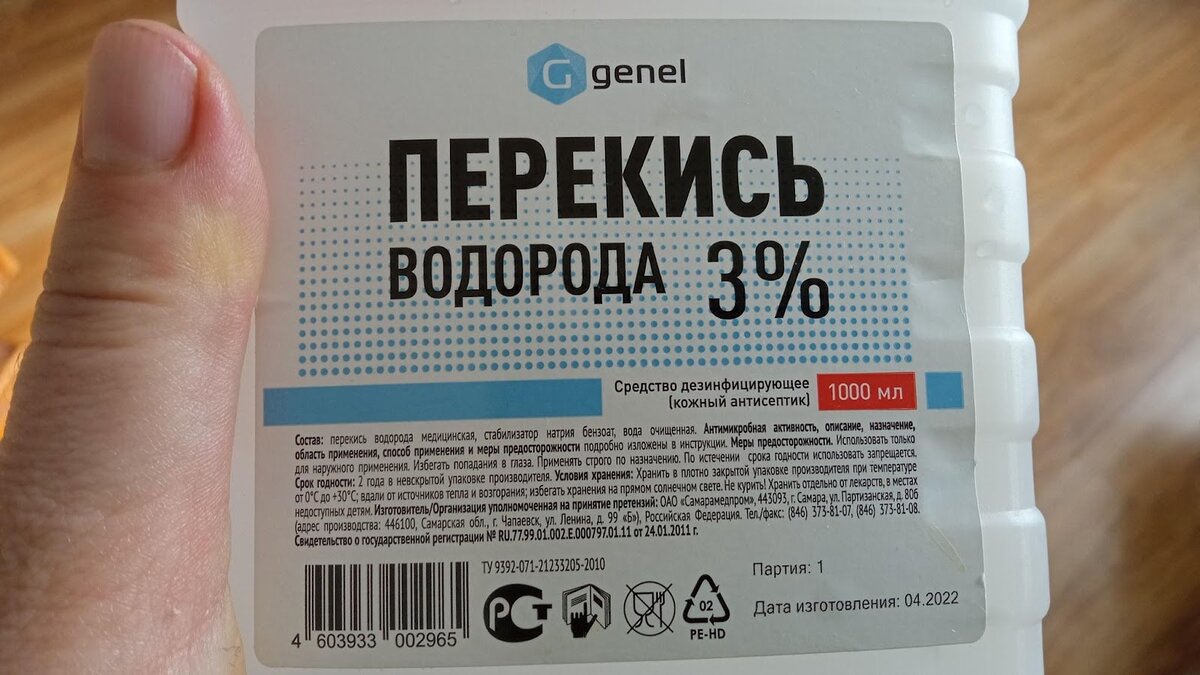 G genel
ПЕРЕКИСЬ
ВОДОРОДА 3%
Средство дезинфицирующее
(кожный антисептик)
1000 мл
Состав: перекись водорода медицинская, стабилизатор натрия бензоат, вода очищенная. Антимикробная активность, описание, назначение,
область применения, способ применения и меры предосторожности подробно изложены в инструкции. Меры предосторожности. Использовать только
для наружного применения. Избегать попадания в глаза. Применять строго по назначению. По истечении срока годности использовать запрещается.
Срок годности: 2 года в невскрытой упаковке производителя. Условия хранения: Хранить в плотно закрытой упаковке производителя при температуре
от 0°С до +30°С; вдали от источников тепла и возгорания; избегать хранения на прямом солнечном свете. Не курить! Хранить отдельно от лекарств, в местах
недоступных детям. Изготовитель/Организация уполномоченная на принятие претензий: ОАО «Самарамедпром», 443093, г. Самара, ул. Партизанская, д. 80б
(адрес производства: 446100, Самарская обл., г. Чапаевск, ул. Ленина, д. 99 «Б»), Российская Федерация. Тел./факс: (846) 373-81-07, (846) 373-81-08.
Свидетельство о государственной регистрации № RU.77.99.01.002.Е.000797.01.11 от 24.01.2011 г.
ТУ 9392-071-21233205-2010
4 603933 002965
РСТ
02
PE-HD
Партия: 1
Дата изготовления: 04.2022